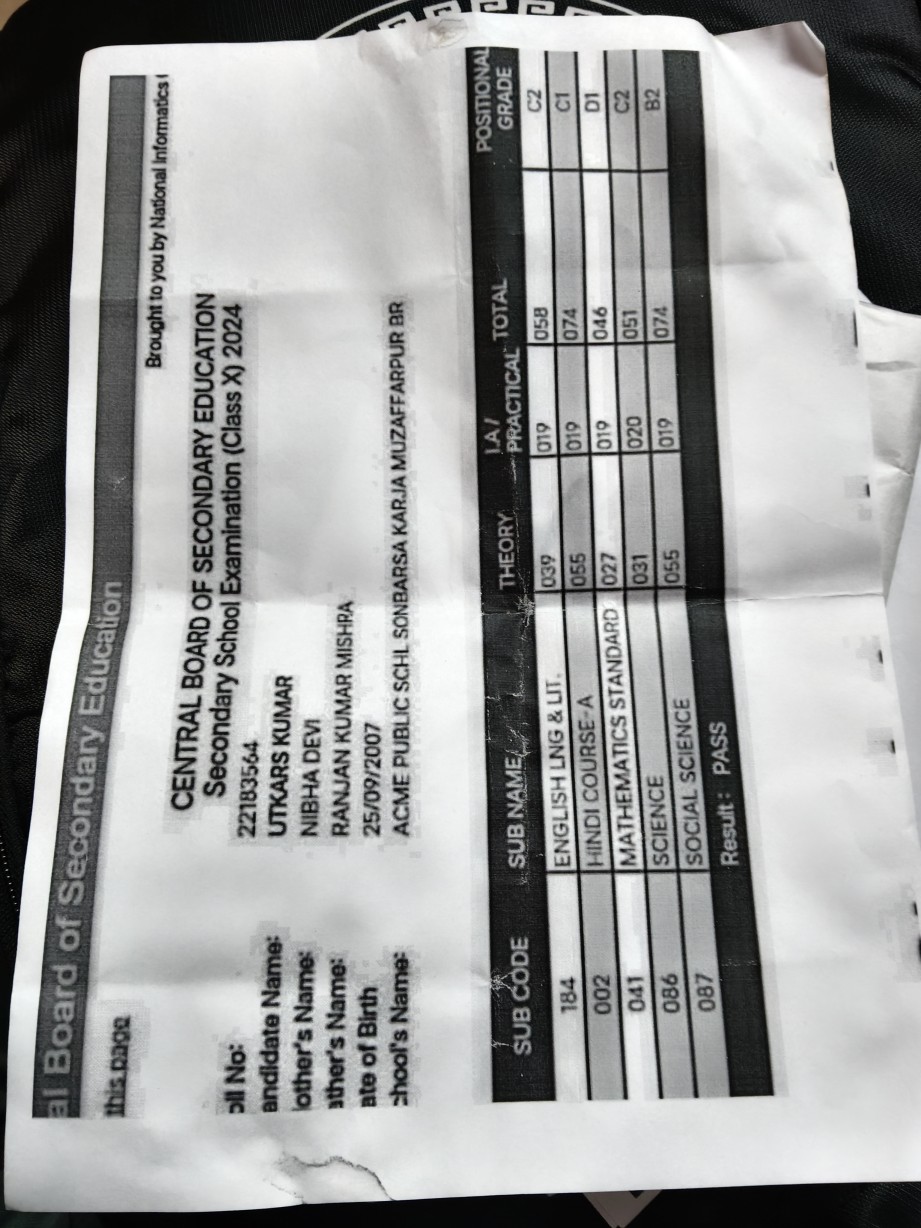 al Board of Secondary Education
this page
Brought to you by National Informatics
CENTRAL BOARD OF SECONDARY EDUCATION
Secondary School Examination (Class X) 2024
oll No: 22183564
andidate Name: UTKARS KUMAR
other's Name: NIBHA DEVI
ather's Name: RANJAN KUMAR MISHRA
ate of Birth 25/09/2007
chool's Name: ACME PUBLIC SCHL SONBARSA KARJA MUZAFFARPUR BR
SUB CODE SUB NAME THEORY I.A/ PRACTICAL TOTAL POSITIONAL GRADE
184 ENGLISH LNG & LIT. 039 019 058 C2
002 HINDI COURSE-A 055 019 074 C1
041 MATHEMATICS STANDARD 027 019 046 D1
086 SCIENCE 031 020 051 C2
087 SOCIAL SCIENCE 055 019 074 B2
Result : PASS